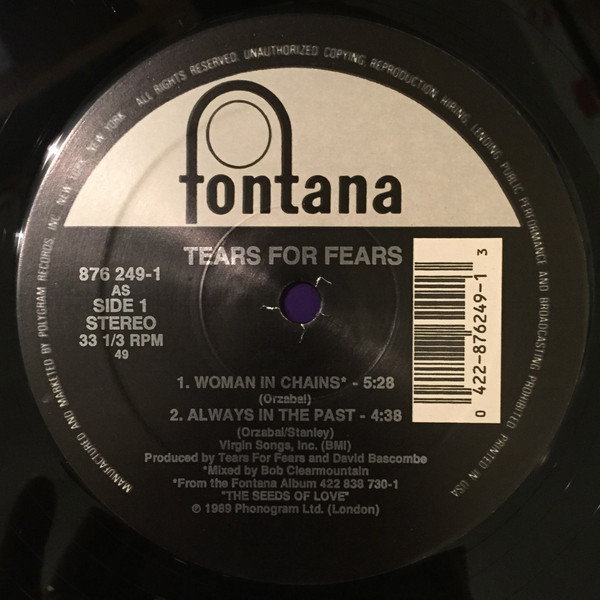 ALL RIGHTS RESERVED. UNAUTHORIZED COPYING, REPRODUCTION, HIRING, LENDING, PUBLIC PERFORMANCE AND BROADCASTING PROHIBITED. PRINTED IN USA
fontana
TEARS FOR FEARS
876 249-1
AS
SIDE 1
STEREO
33 1/3 RPM
49
0 422-876249-1 3
1. WOMAN IN CHAINS* - 5:28
(Orzabal)
2. ALWAYS IN THE PAST - 4:38
(Orzabal/Stanley)
Virgin Songs, Inc. (BMI)
Produced by Tears For Fears and David Bascombe
*Mixed by Bob Clearmountain
*From the Fontana Album 422 838 730-1
"THE SEEDS OF LOVE"
℗ 1989 Phonogram Ltd. (London)
MANUFACTURED AND MARKETED BY POLYGRAM RECORDS, INC. NEW YORK, NEW YORK